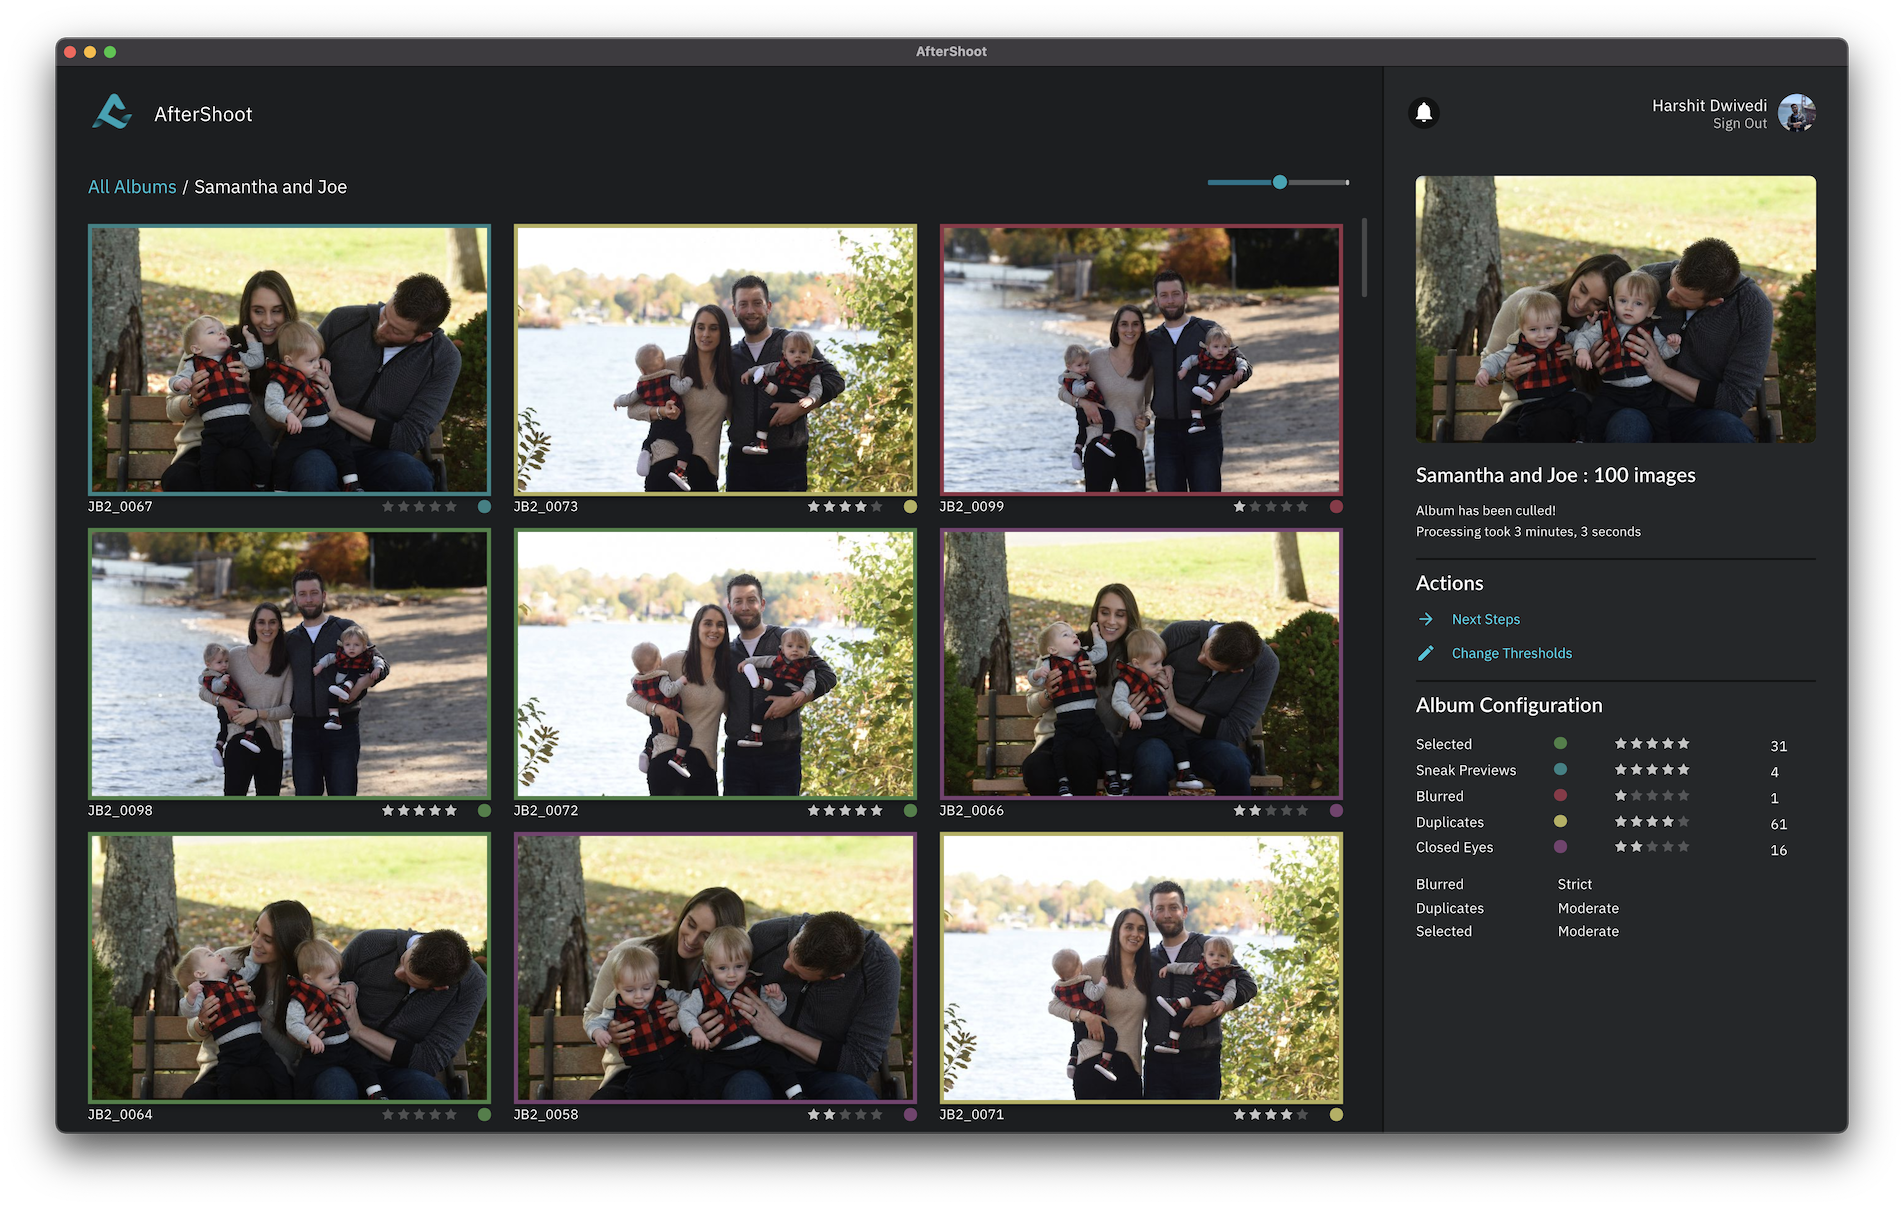 AfterShoot
AfterShoot
Harshit Dwivedi
Sign Out
All Albums / Samantha and Joe
JB2_0067
JB2_0073
JB2_0099
JB2_0098
JB2_0072
JB2_0066
JB2_0064
JB2_0058
JB2_0071
Samantha and Joe : 100 images
Album has been culled!
Processing took 3 minutes, 3 seconds
Actions
Next Steps
Change Thresholds
Album Configuration
Selected 31
Sneak Previews 4
Blurred 1
Duplicates 61
Closed Eyes 16
Blurred Strict
Duplicates Moderate
Selected Moderate